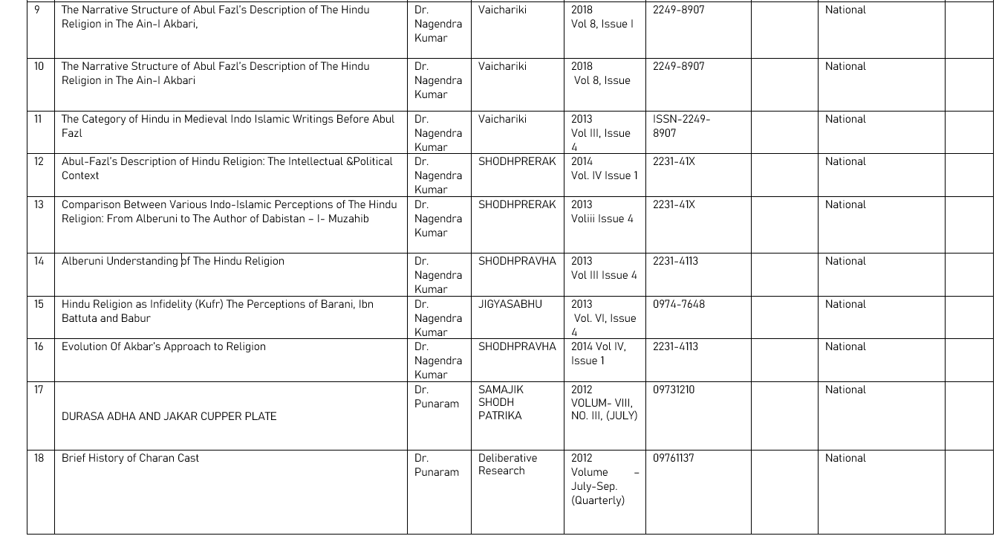 9 The Narrative Structure of Abul Fazl's Description of The Hindu Religion in The Ain-I Akbari, Dr. Nagendra Kumar Vaichariki 2018 Vol 8, Issue I 2249-8907 National
10 The Narrative Structure of Abul Fazl's Description of The Hindu Religion in The Ain-I Akbari Dr. Nagendra Kumar Vaichariki 2018 Vol 8, Issue 2249-8907 National
11 The Category of Hindu in Medieval Indo Islamic Writings Before Abul Fazl Dr. Nagendra Kumar Vaichariki 2013 Vol III, Issue 4 ISSN-2249-8907 National
12 Abul-Fazl's Description of Hindu Religion: The Intellectual &Political Context Dr. Nagendra Kumar SHODHPRERAK 2014 Vol. IV Issue 1 2231-41X National
13 Comparison Between Various Indo-Islamic Perceptions of The Hindu Religion: From Alberuni to The Author of Dabistan – I- Muzahib Dr. Nagendra Kumar SHODHPRERAK 2013 Voliii Issue 4 2231-41X National
14 Alberuni Understanding of The Hindu Religion Dr. Nagendra Kumar SHODHPRAVHA 2013 Vol III Issue 4 2231-4113 National
15 Hindu Religion as Infidelity (Kufr) The Perceptions of Barani, Ibn Battuta and Babur Dr. Nagendra Kumar JIGYASABHU 2013 Vol. VI, Issue 4 0974-7648 National
16 Evolution Of Akbar's Approach to Religion Dr. Nagendra Kumar SHODHPRAVHA 2014 Vol IV, Issue 1 2231-4113 National
17 DURASA ADHA AND JAKAR CUPPER PLATE Dr. Punaram SAMAJIK SHODH PATRIKA 2012 VOLUM- VIII, NO. III, (JULY) 09731210 National
18 Brief History of Charan Cast Dr. Punaram Deliberative Research 2012 Volume – July-Sep. (Quarterly) 09761137 National